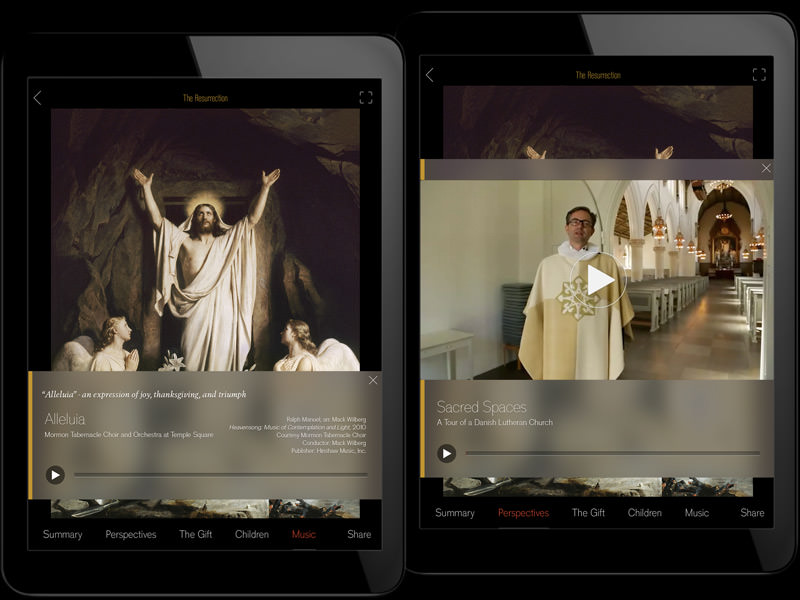 The Resurrection
"Alleluia" - an expression of joy, thanksgiving, and triumph
Alleluia
Mormon Tabernacle Choir and Orchestra at Temple Square
Ralph Manuel, arr. Mack Wilberg
Heavensong: Music of Contemplation and Light, 2010
Courtesy Mormon Tabernacle Choir
Conductor: Mack Wilberg
Publisher: Hinshaw Music, Inc.
Summary Perspectives The Gift Children Music Share
The Resurrection
Sacred Spaces
A Tour of a Danish Lutheran Church
Summary Perspectives The Gift Children Music Share